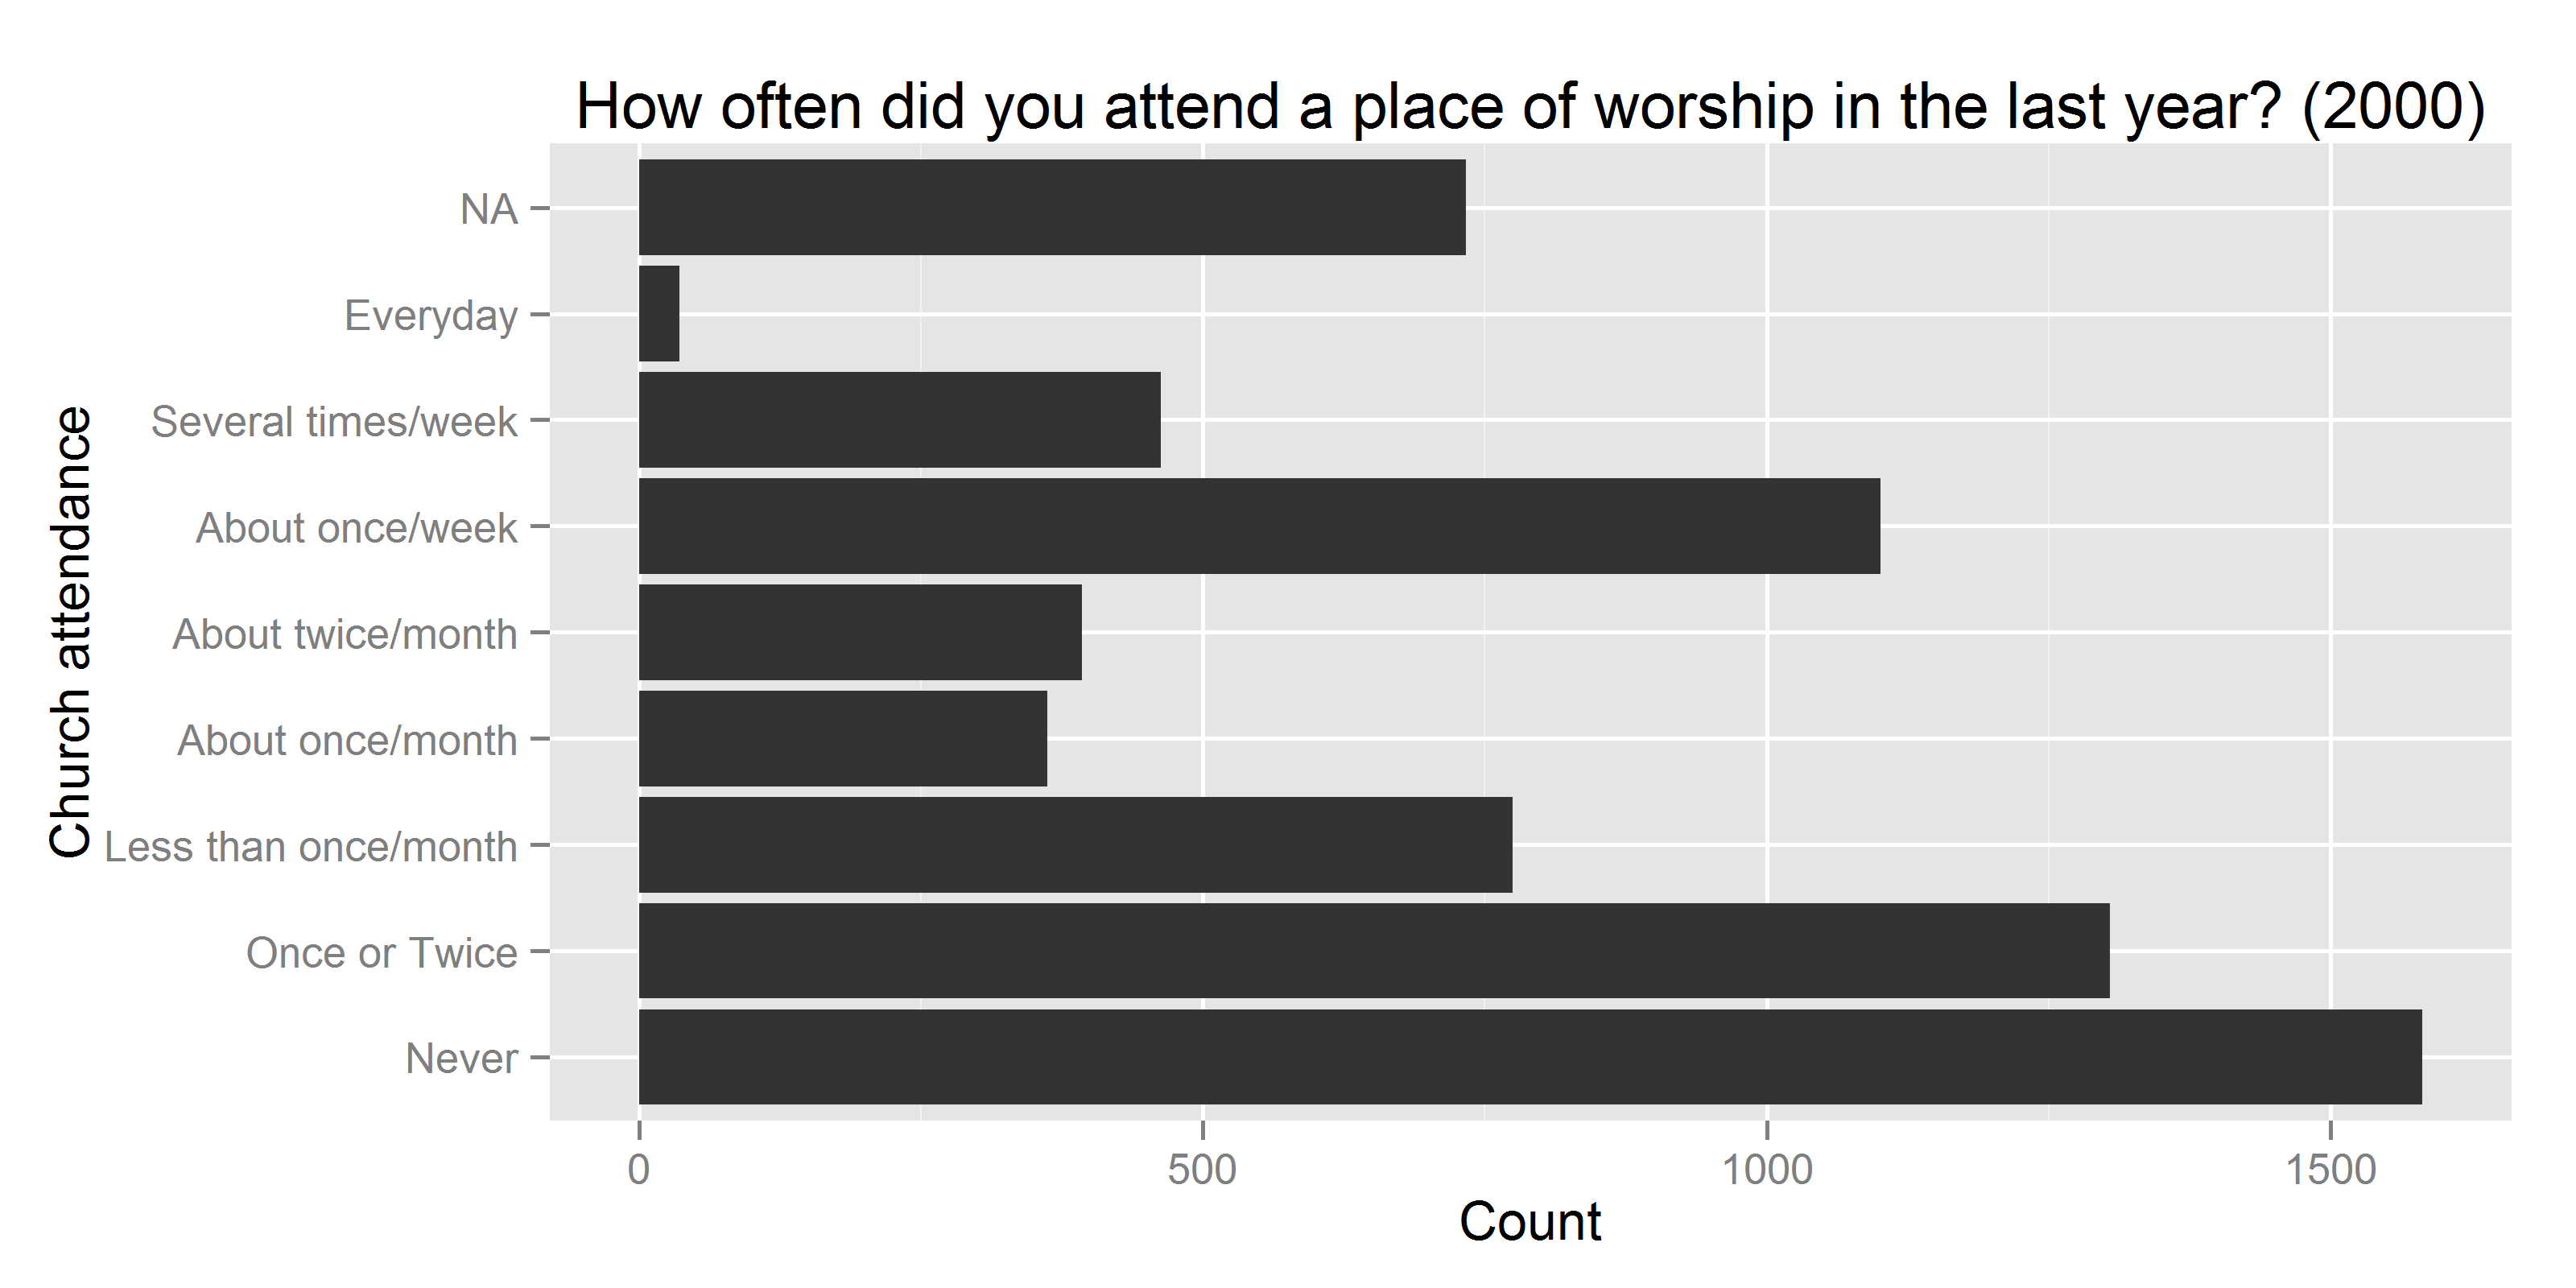 How often did you attend a place of worship in the last year? (2000)
Church attendance
NA
Everyday
Several times/week
About once/week
About twice/month
About once/month
Less than once/month
Once or Twice
Never
0 500 1000 1500
Count